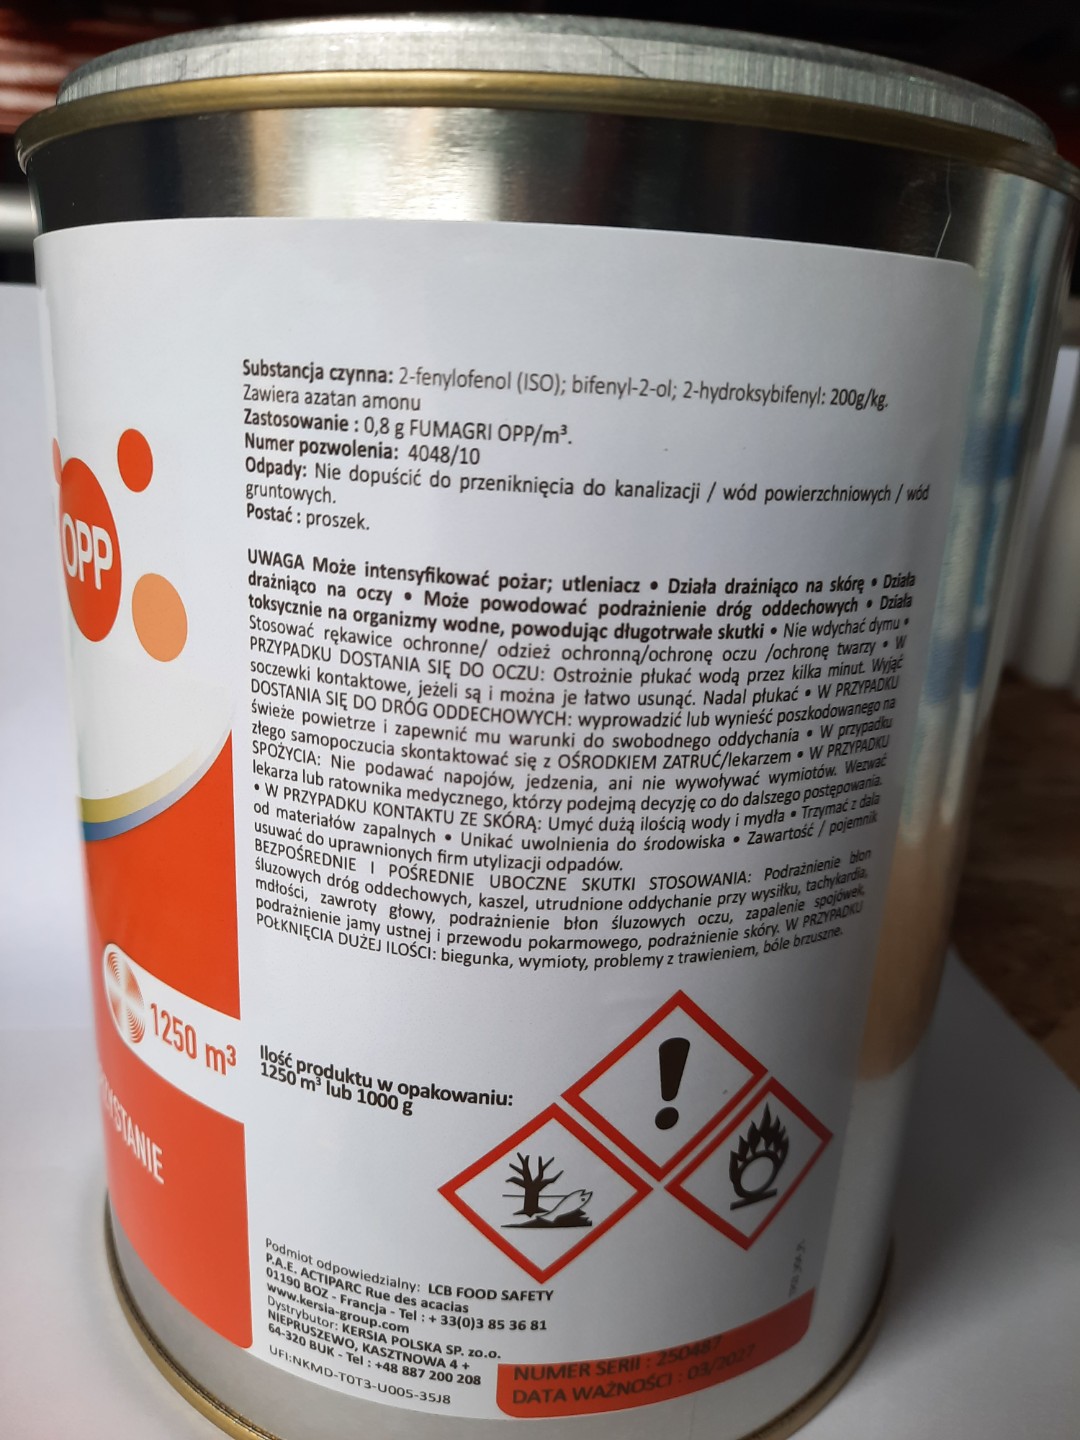 Substancja czynna: 2-fenylofenol (ISO); bifenyl-2-ol; 2-hydroksybifenyl: 200g/kg.
Zawiera azatan amonu
Zastosowanie : 0,8 g FUMAGRI OPP/m³.
Numer pozwolenia: 4048/10
Odpady: Nie dopuścić do przeniknięcia do kanalizacji / wód powierzchniowych / wód
gruntowych.
Postać : proszek.
OPP
UWAGA Może intensyfikować pożar; utleniacz • Działa drażniąco na skórę • Działa
drażniąco na oczy • Może powodować podrażnienie dróg oddechowych • Działa
toksycznie na organizmy wodne, powodując długotrwałe skutki • Nie wdychać dymu •
Stosować rękawice ochronne/ odzież ochronną/ochronę oczu /ochronę twarzy • W
PRZYPADKU DOSTANIA SIĘ DO OCZU: Ostrożnie płukać wodą przez kilka minut. Wyjąć
soczewki kontaktowe, jeżeli są i można je łatwo usunąć. Nadal płukać • W PRZYPADKU
DOSTANIA SIĘ DO DRÓG ODDECHOWYCH: wyprowadzić lub wynieść poszkodowanego na
świeże powietrze i zapewnić mu warunki do swobodnego oddychania • W przypadku
złego samopoczucia skontaktować się z OŚRODKIEM ZATRUĆ/lekarzem • W PRZYPADKU
SPOŻYCIA: Nie podawać napojów, jedzenia, ani nie wywoływać wymiotów. Wezwać
lekarza lub ratownika medycznego, którzy podejmą decyzję co do dalszego postępowania.
• W PRZYPADKU KONTAKTU ZE SKÓRĄ: Umyć dużą ilością wody i mydła • Trzymać z dala
od materiałów zapalnych • Unikać uwolnienia do środowiska • Zawartość / pojemnik
usuwać do uprawnionych firm utylizacji odpadów.
BEZPOŚREDNIE I POŚREDNIE UBOCZNE SKUTKI STOSOWANIA: Podrażnienie błon
śluzowych dróg oddechowych, kaszel, utrudnione oddychanie przy wysiłku, tachykardia,
mdłości, zawroty głowy, podrażnienie błon śluzowych oczu, zapalenie spojówek,
podrażnienie jamy ustnej i przewodu pokarmowego, podrażnienie skóry. W PRZYPADKU
POŁKNIĘCIA DUŻEJ ILOŚCI: biegunka, wymioty, problemy z trawieniem, bóle brzuszne.
1250 m³
Ilość produktu w opakowaniu:
1250 m³ lub 1000 g
Podmiot odpowiedzialny: LCB FOOD SAFETY
P.A.E. ACTIPARC Rue des acacias
01190 BOZ - Francja - Tel : + 33(0)3 85 36 81
www.kersia-group.com
Dystrybutor: KERSIA POLSKA SP. zo.o.
NIEPRUSZEWO, KASZTNOWA 4 +
64-320 BUK - Tel : +48 887 200 208
UFI:NKMD-T0T3-U005-35J8
NUMER SERII : 250487
DATA WAŻNOŚCI : 03/2027